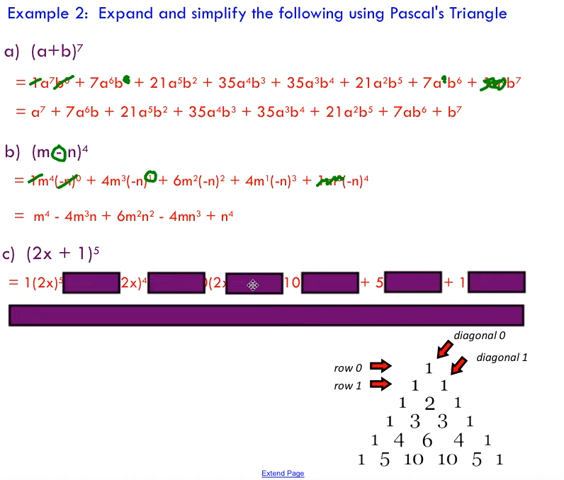 Example 2: Expand and simplify the following using Pascal's Triangle
a) (a+b)⁷
= 1a⁷b⁰ + 7a⁶b + 21a⁵b² + 35a⁴b³ + 35a³b⁴ + 21a²b⁵ + 7a¹b⁶ + b⁷
= a⁷ + 7a⁶b + 21a⁵b² + 35a⁴b³ + 35a³b⁴ + 21a²b⁵ + 7ab⁶ + b⁷
b) (m-n)⁴
= 1m⁴(-n)⁰ + 4m³(-n)¹ + 6m²(-n)² + 4m¹(-n)³ + (-n)⁴
= m⁴ - 4m³n + 6m²n² - 4mn³ + n⁴
c) (2x + 1)⁵
= 1(2x)⁵ 2x)⁴ (2x 10 + 5 + 1
diagonal 0
diagonal 1
row 0 1
row 1 1 1
1 2 1
1 3 3 1
1 4 6 4 1
1 5 10 10 5 1
Extend Page